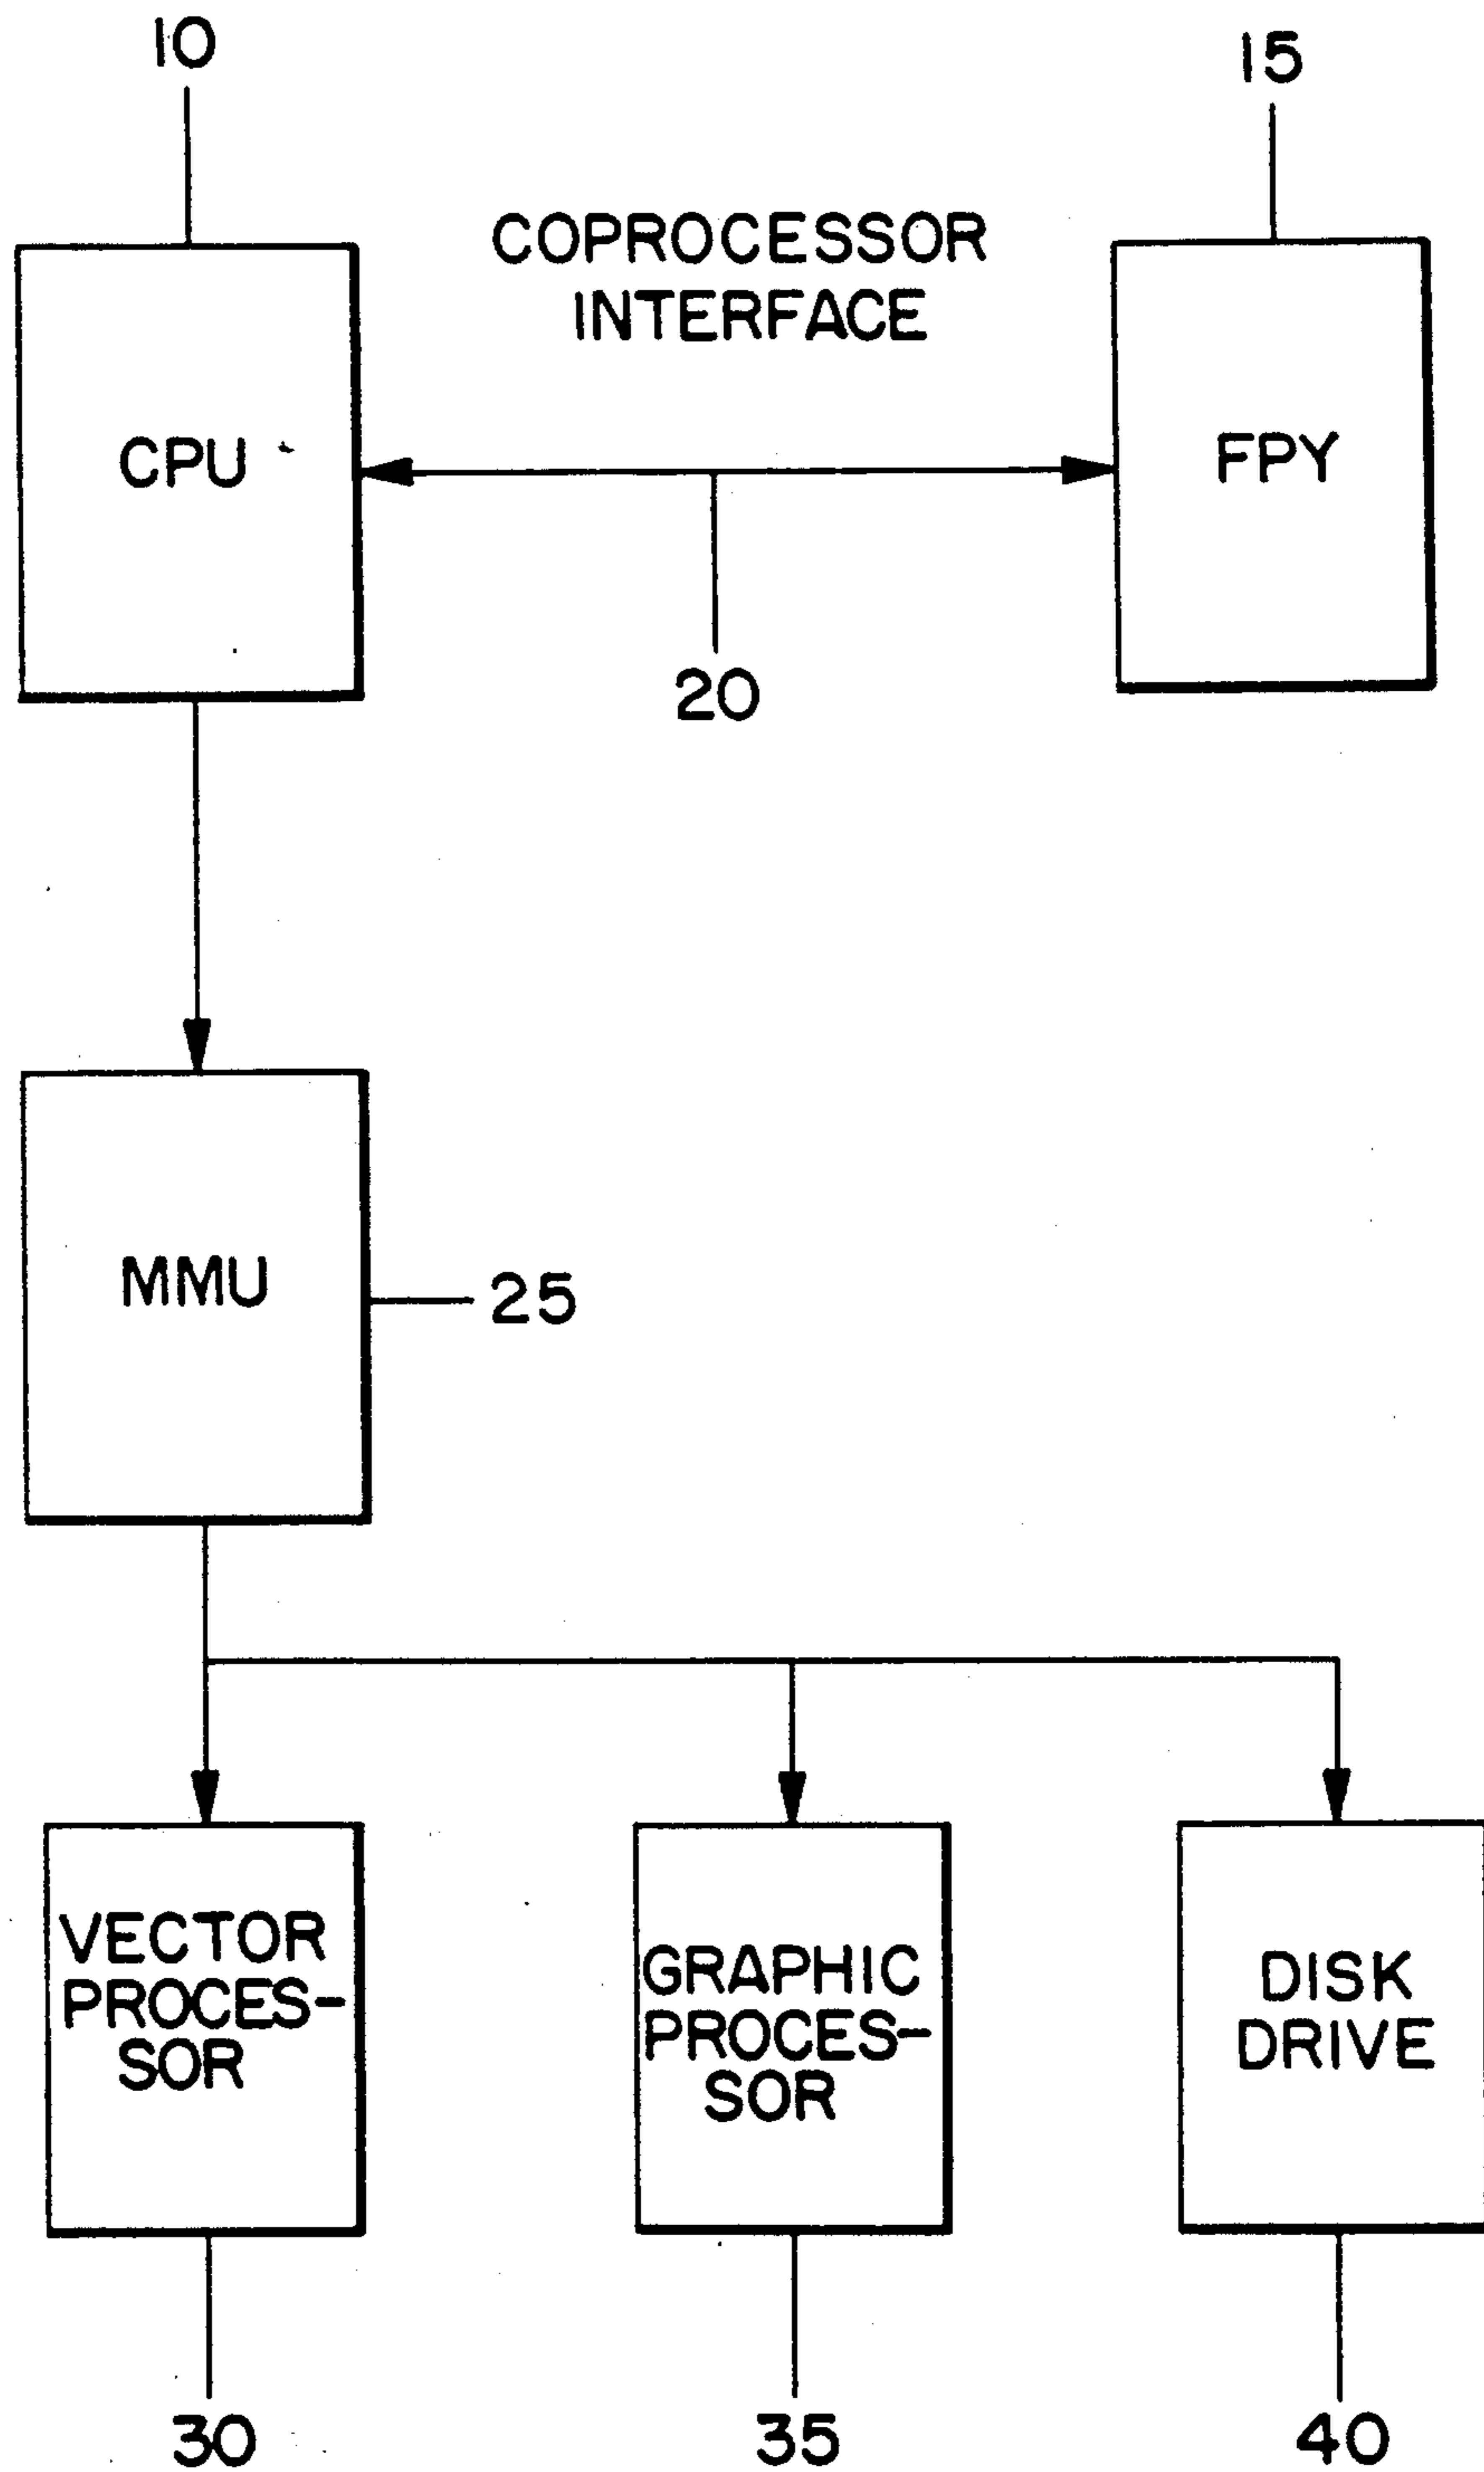 10
15
COPROCESSOR
INTERFACE
CPU
FPY
20
MMU
25
VECTOR
PROCES-
SOR
GRAPHIC
PROCES-
SOR
DISK
DRIVE
30
35
40